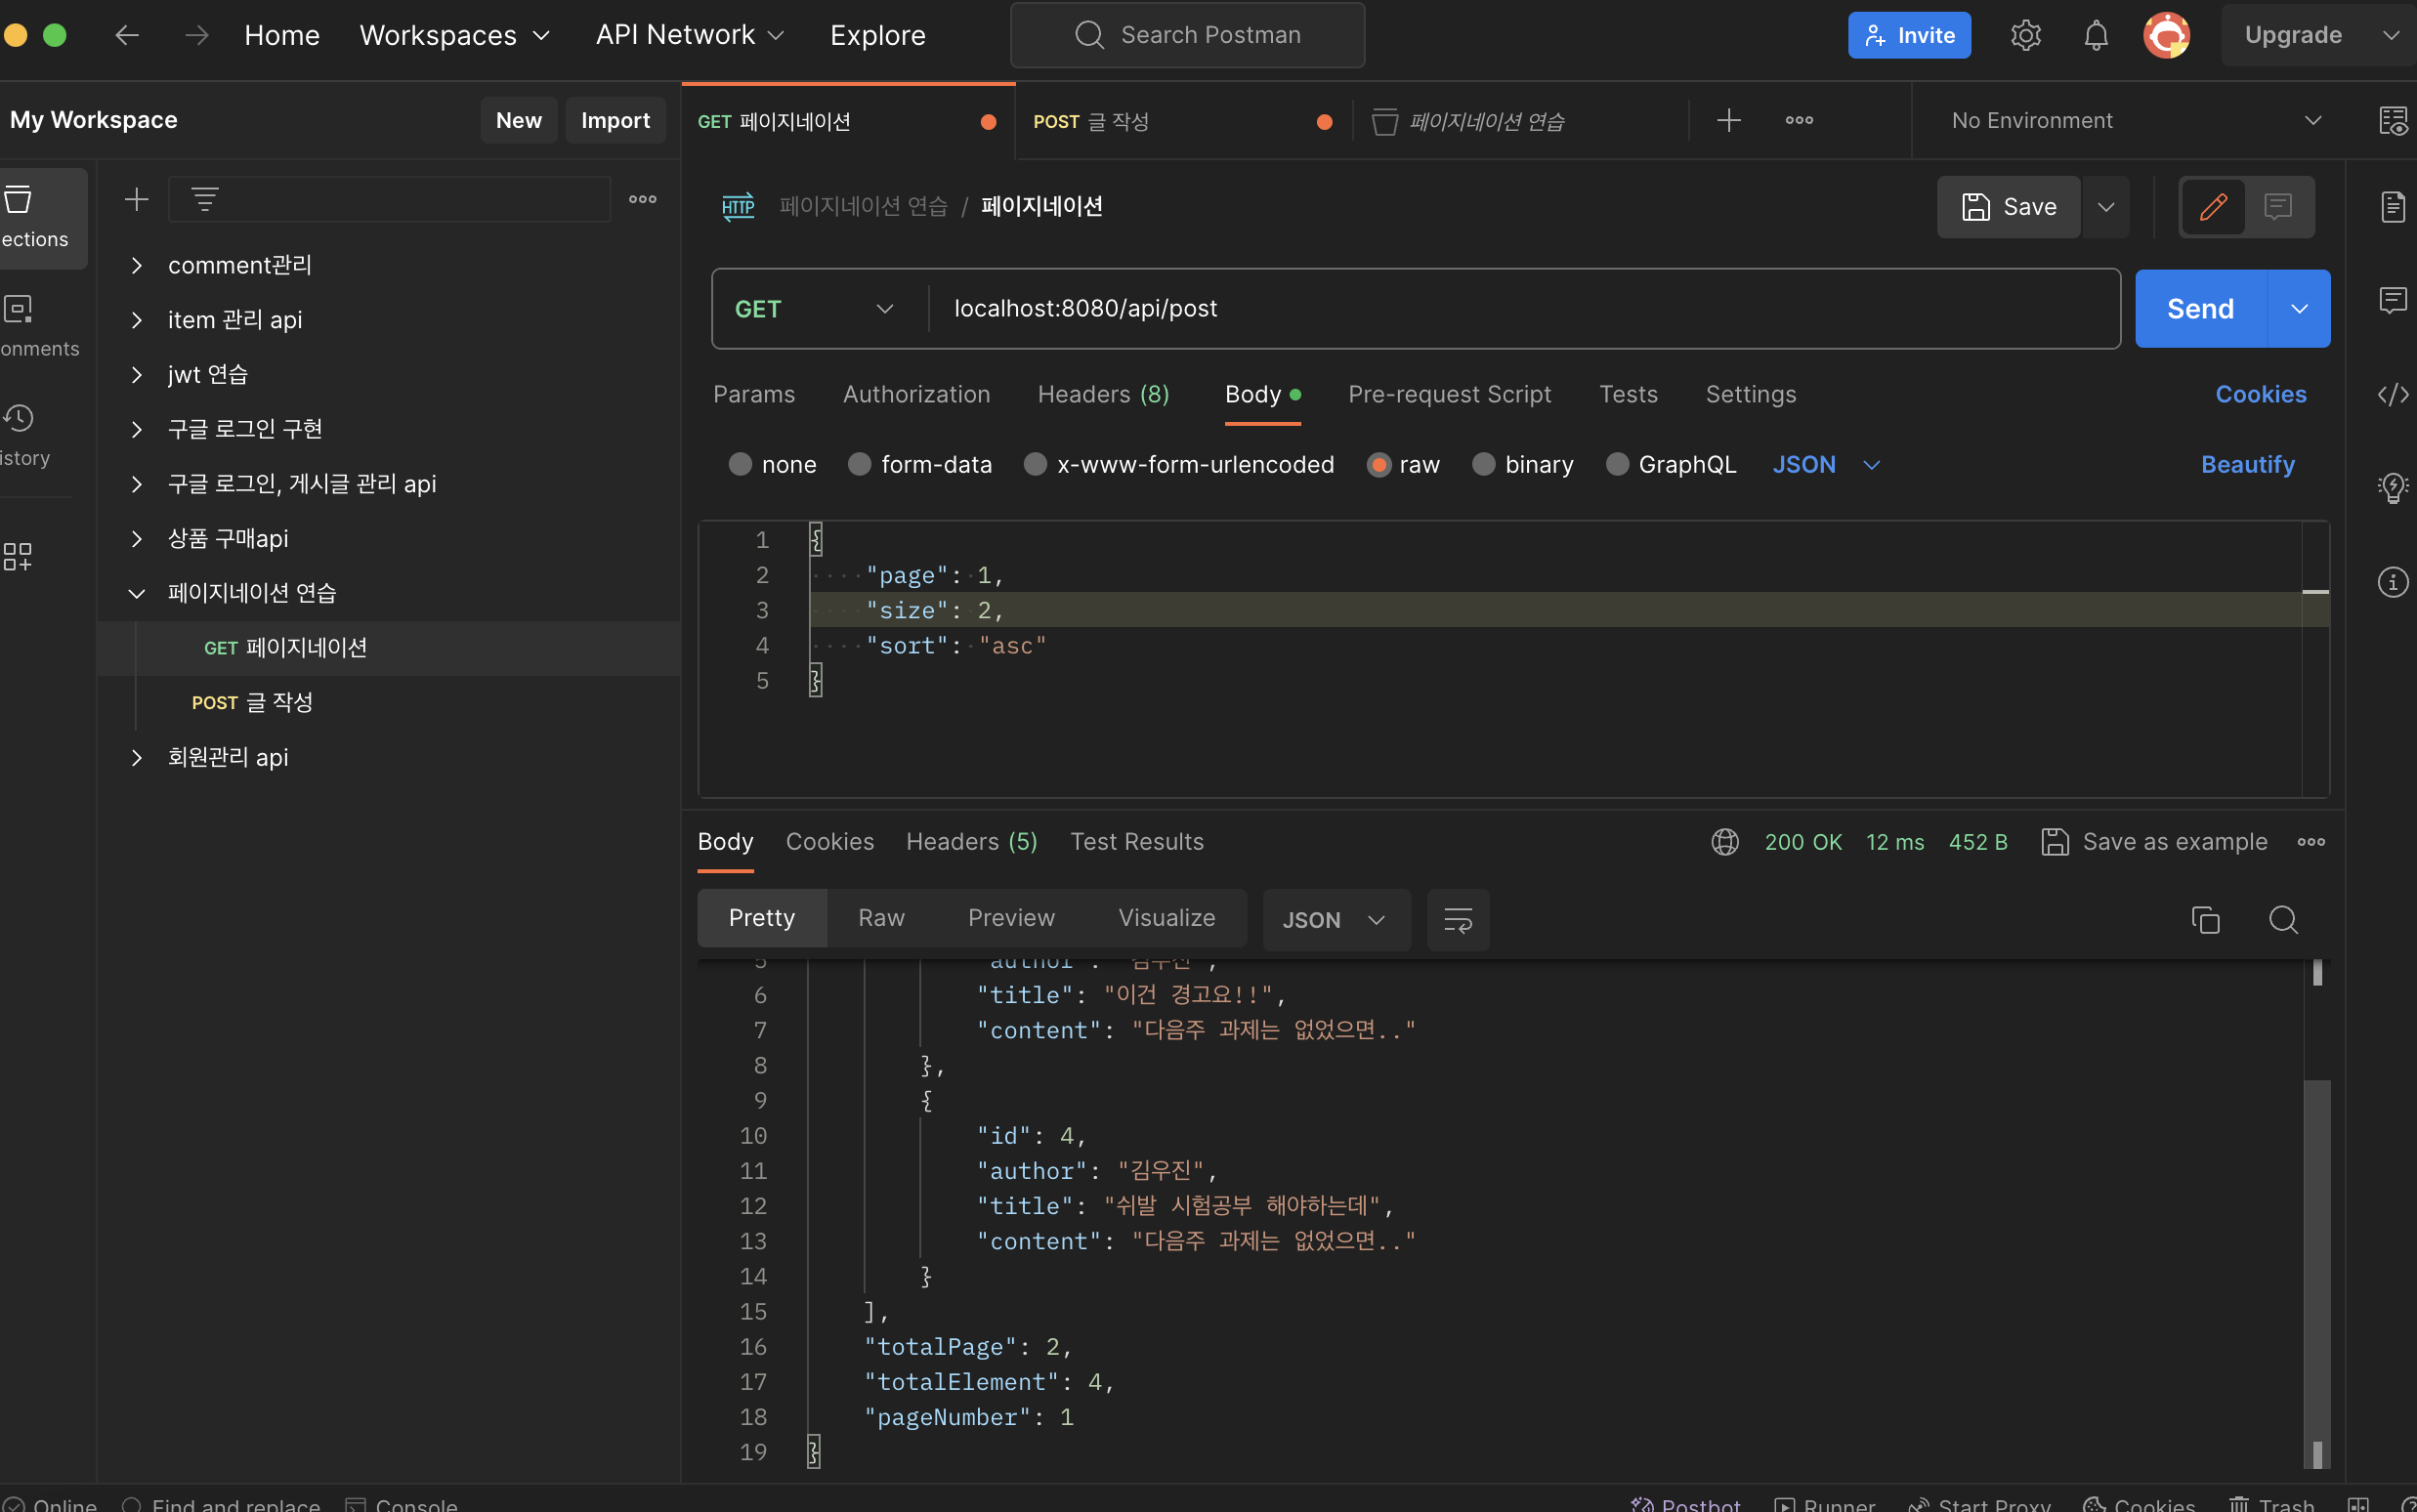 Home Workspaces API Network Explore Search Postman Invite Upgrade
My Workspace New Import GET 페이지네이션 POST 글 작성 페이지네이션 연습 No Environment
ections
onments
istory
comment관리
item 관리 api
jwt 연습
구글 로그인 구현
구글 로그인, 게시글 관리 api
상품 구매api
페이지네이션 연습
GET 페이지네이션
POST 글 작성
회원관리 api
HTTP 페이지네이션 연습 / 페이지네이션 Save
GET localhost:8080/api/post Send
Params Authorization Headers (8) Body Pre-request Script Tests Settings Cookies
none form-data x-www-form-urlencoded raw binary GraphQL JSON Beautify
1 {
2 "page": 1,
3 "size": 2,
4 "sort": "asc"
5 }
Body Cookies Headers (5) Test Results 200 OK 12 ms 452 B Save as example
Pretty Raw Preview Visualize JSON
5 "author": "김우진",
6 "title": "이건 경고요!!",
7 "content": "다음주 과제는 없었으면.."
8 },
9 {
10 "id": 4,
11 "author": "김우진",
12 "title": "쉬발 시험공부 해야하는데",
13 "content": "다음주 과제는 없었으면.."
14 }
15 ],
16 "totalPage": 2,
17 "totalElement": 4,
18 "pageNumber": 1
19 }
Online Find and replace Console Postbot Runner Start Proxy Cookies Trash